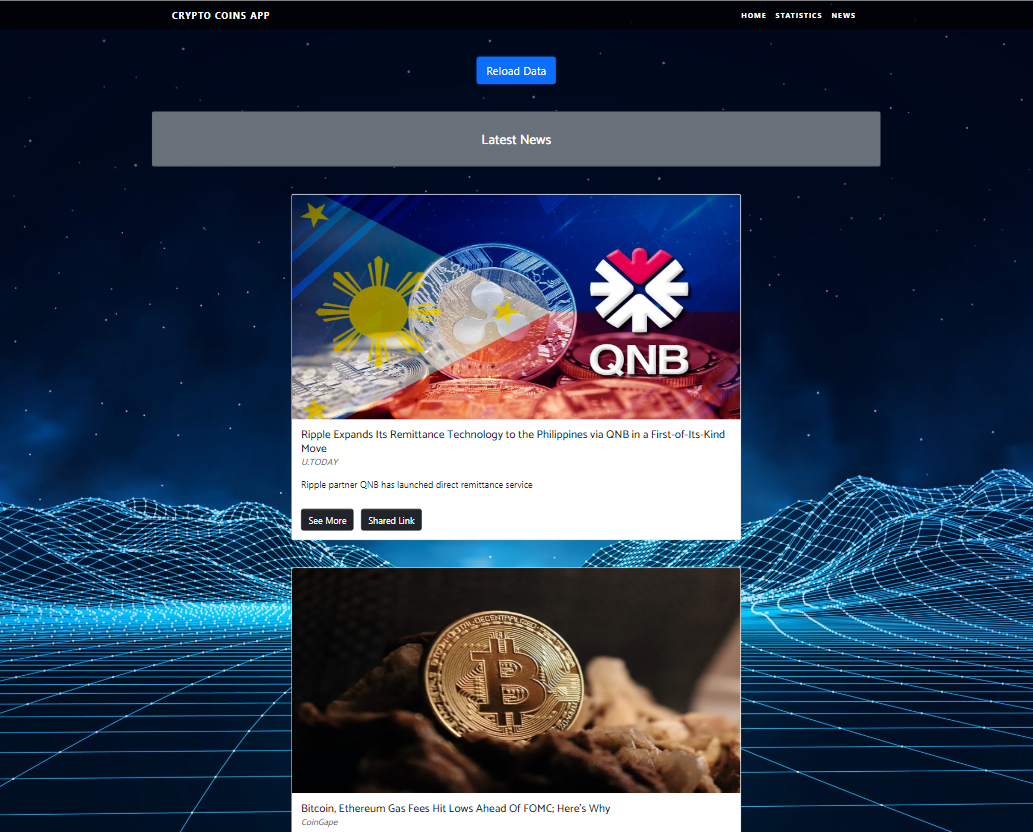 CRYPTO COINS APP
HOME STATISTICS NEWS
Reload Data
Latest News
QNB
Ripple Expands Its Remittance Technology to the Philippines via QNB in a First-of-Its-Kind
Move
U.TODAY
Ripple partner QNB has launched direct remittance service
See More Shared Link
Bitcoin, Ethereum Gas Fees Hit Lows Ahead Of FOMC; Here's Why
CoinGape